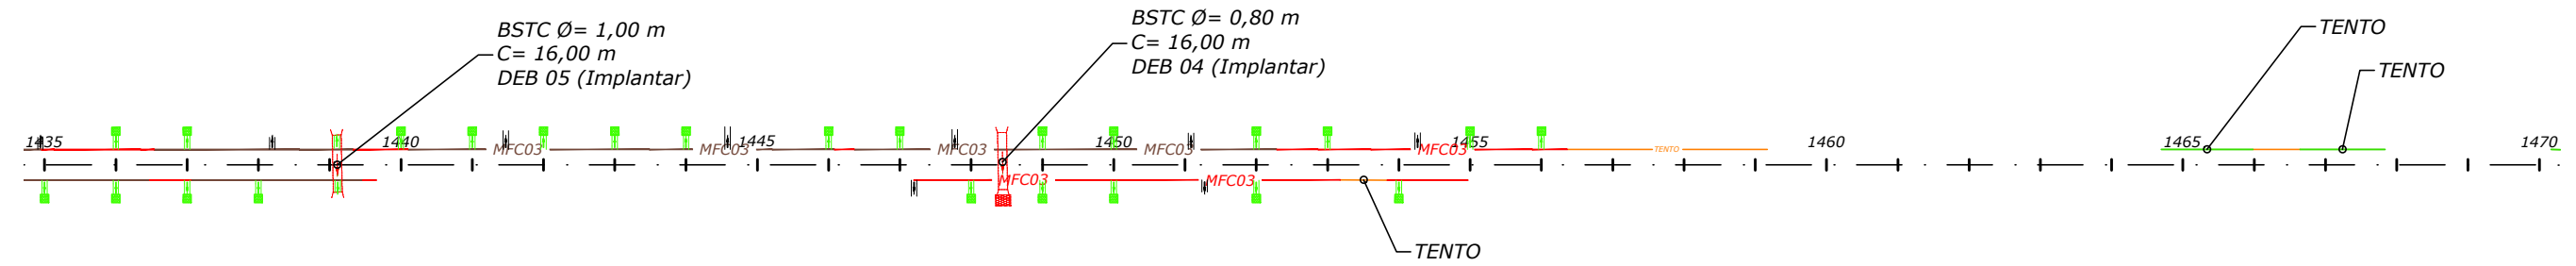 BSTC Ø= 1,00 m
C= 16,00 m
DEB 05 (Implantar)
BSTC Ø= 0,80 m
C= 16,00 m
DEB 04 (Implantar)
TENTO
TENTO
1435
1440
1445
1450
1455
1460
1465
1470
MFC03
MFC03
MFC03
MFC03
MFC03
TENTO
MFC03
MFC03
TENTO